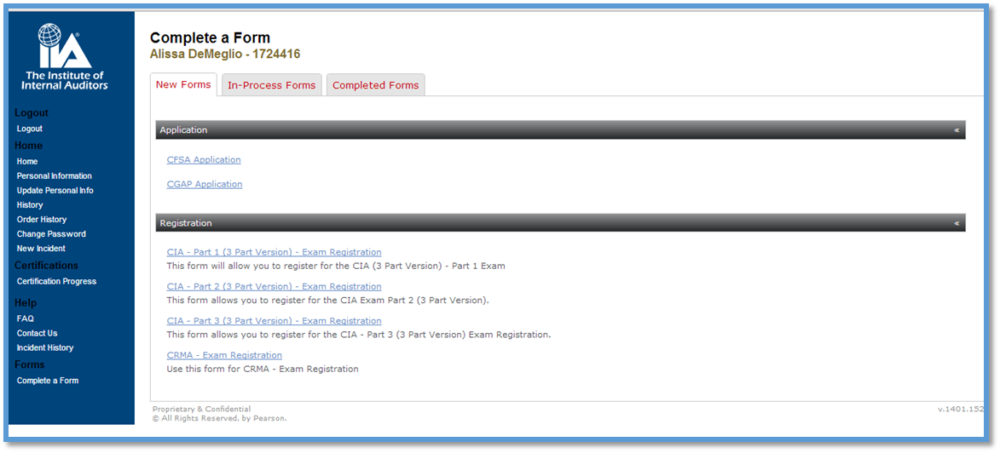 IIA
The Institute of
Internal Auditors
Logout
Logout
Home
Home
Personal Information
Update Personal Info
History
Order History
Change Password
New Incident
Certifications
Certification Progress
Help
FAQ
Contact Us
Incident History
Forms
Complete a Form
Complete a Form
Alissa DeMeglio - 1724416
New Forms
In-Process Forms
Completed Forms
Application «
CFSA Application
CGAP Application
Registration «
CIA - Part 1 (3 Part Version) - Exam Registration
This form will allow you to register for the CIA (3 Part Version) - Part 1 Exam
CIA - Part 2 (3 Part Version) - Exam Registration
This form allows you to register for the CIA Exam Part 2 (3 Part Version).
CIA - Part 3 (3 Part Version) - Exam Registration
This form allows you to register for the CIA - Part 3 (3 Part Version) Exam Registration.
CRMA - Exam Registration
Use this form for CRMA - Exam Registration
Proprietary & Confidential
© All Rights Reserved, by Pearson.
v.1401.152